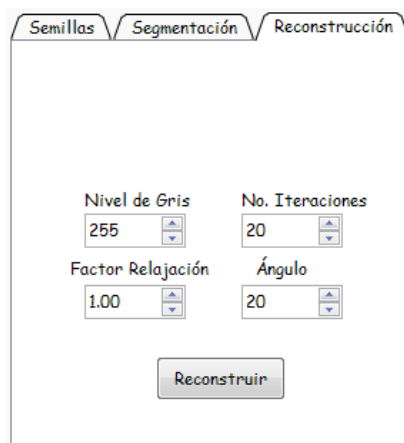 Semillas Segmentación Reconstrucción
Nivel de Gris No. Iteraciones
255 20
Factor Relajación Ángulo
1.00 20
Reconstruir